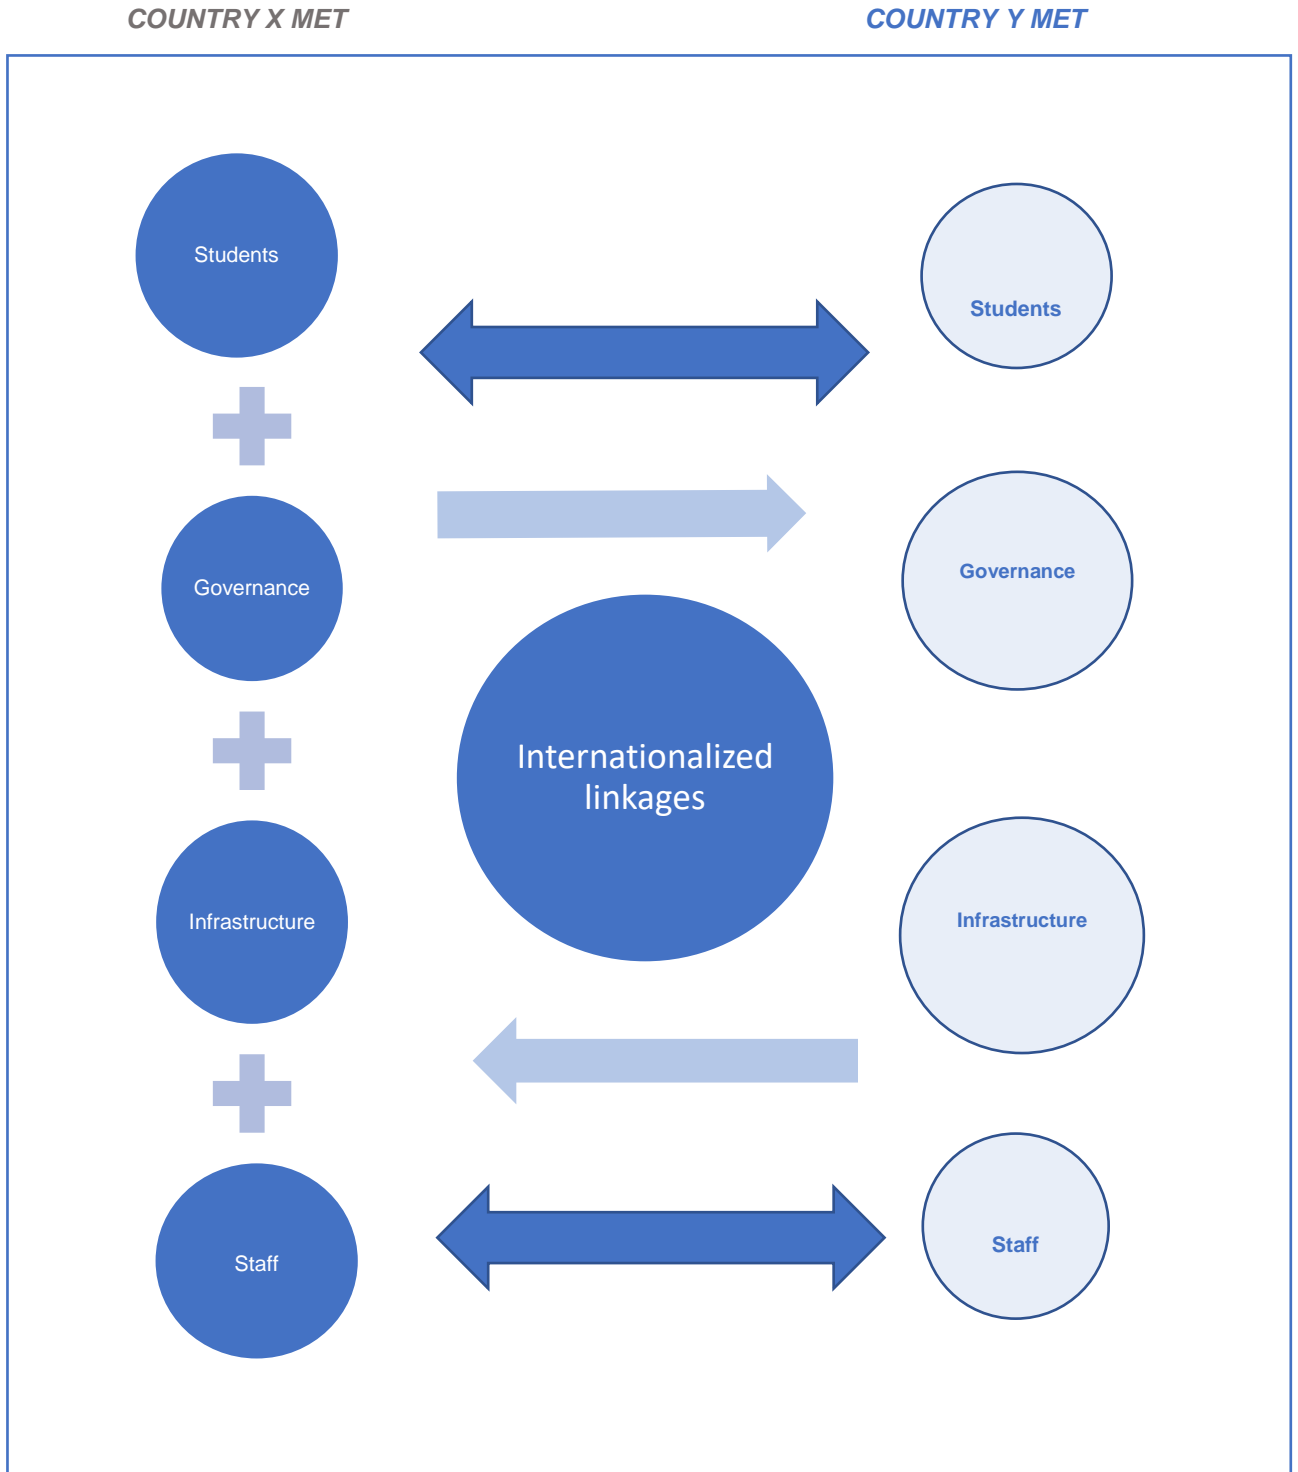 COUNTRY X MET
COUNTRY Y MET
Students
Students
Governance
Governance
Internationalized
linkages
Infrastructure
Infrastructure
Staff
Staff